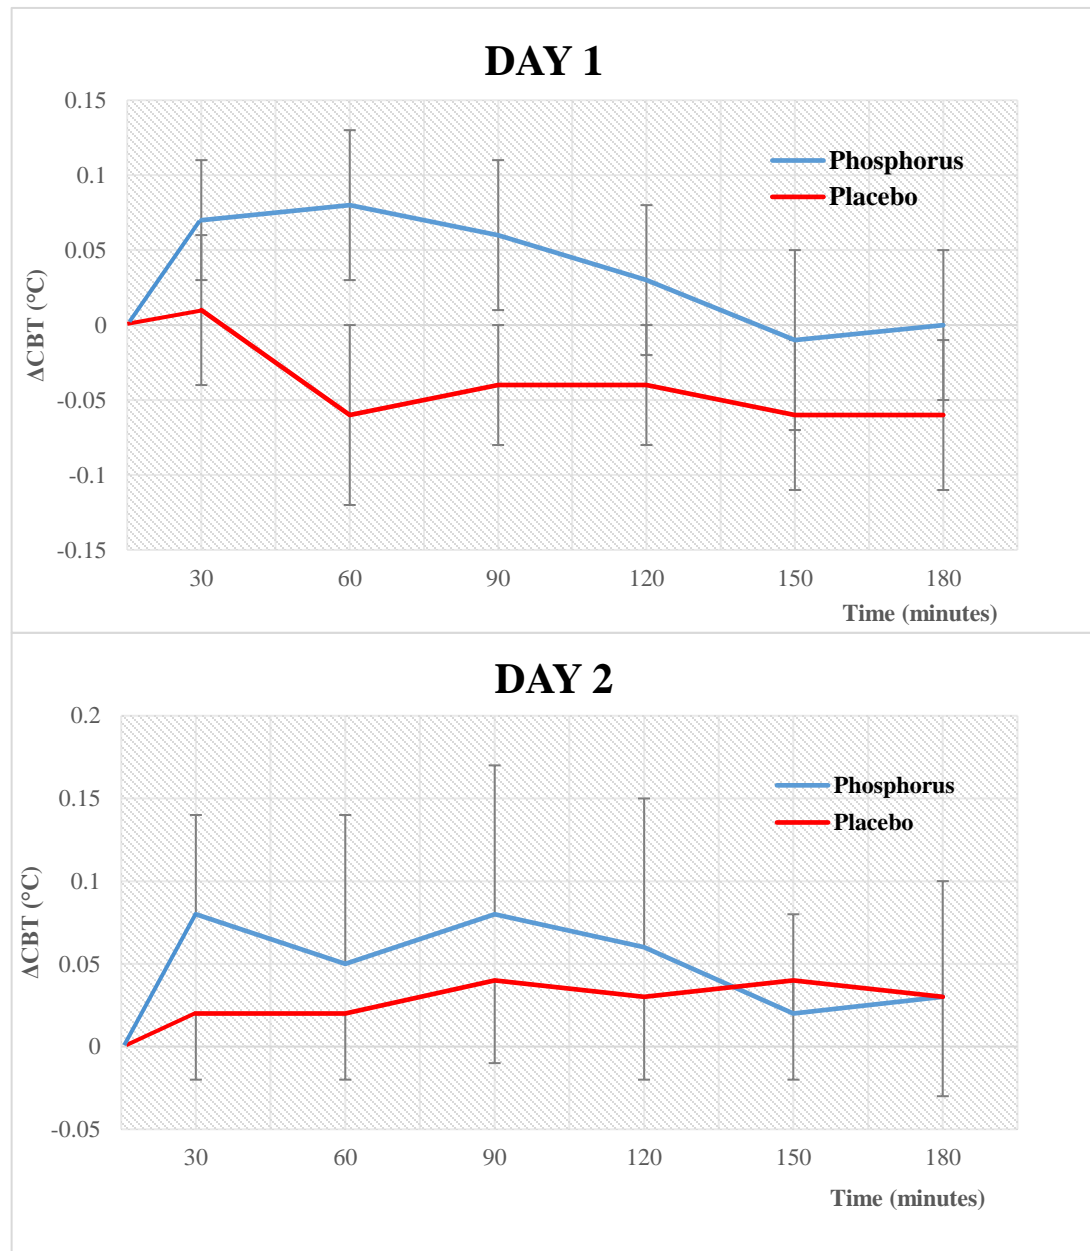 DAY 1
0.15
0.1
0.05
0
-0.05
-0.1
-0.15
ΔCBT (°C)
Phosphorus
Placebo
30 60 90 120 150 180
Time (minutes)
DAY 2
0.2
0.15
0.1
0.05
0
-0.05
ΔCBT (°C)
Phosphorus
Placebo
30 60 90 120 150 180
Time (minutes)